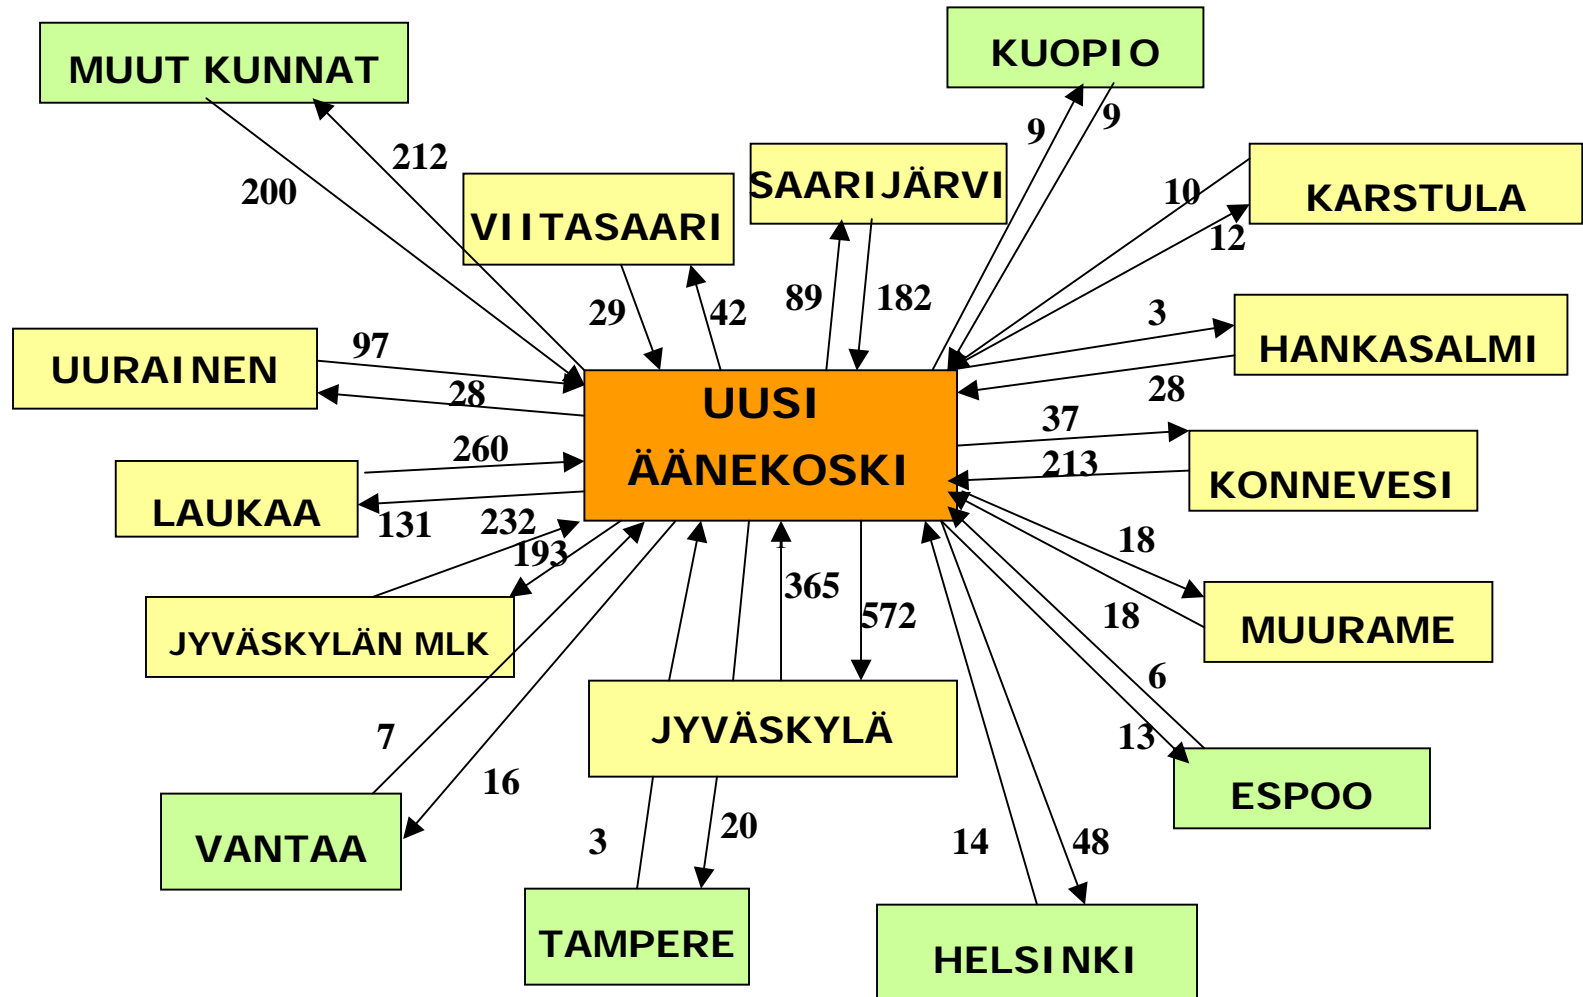 KUOPIO
MUUT KUNNAT
9
9
212
200
SAARIJÄRVI
VIITASAARI
10
KARSTULA
12
29
42
89
182
3
HANKASALMI
UURAINEN
97
28
28
UUSI
ÄÄNEKOSKI
37
213
KONNEVESI
260
LAUKAA
131
232
193
365
572
18
18
MUURAME
JYVÄSKYLÄN MLK
JYVÄSKYLÄ
6
13
ESPOO
7
16
VANTAA
3
20
14
48
TAMPERE
HELSINKI